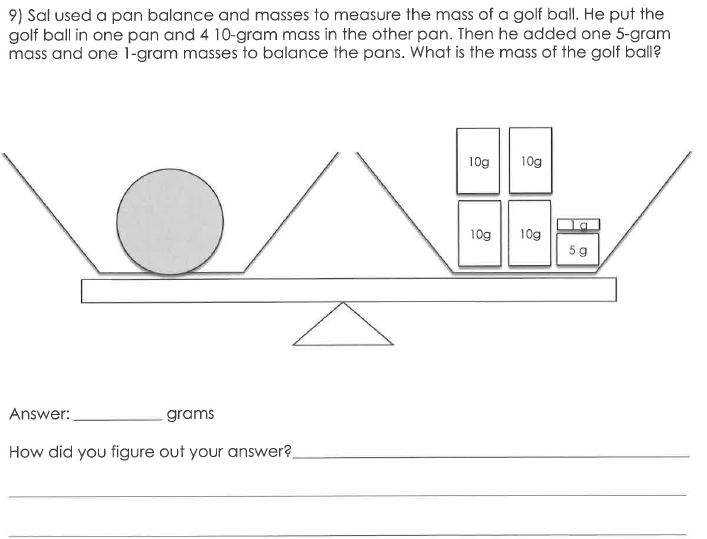 9) Sal used a pan balance and masses to measure the mass of a golf ball. He put the
golf ball in one pan and 4 10-gram mass in the other pan. Then he added one 5-gram
mass and one 1-gram masses to balance the pans. What is the mass of the golf ball?
10g 10g
10g 10g 1g
5g
Answer: __________ grams
How did you figure out your answer?